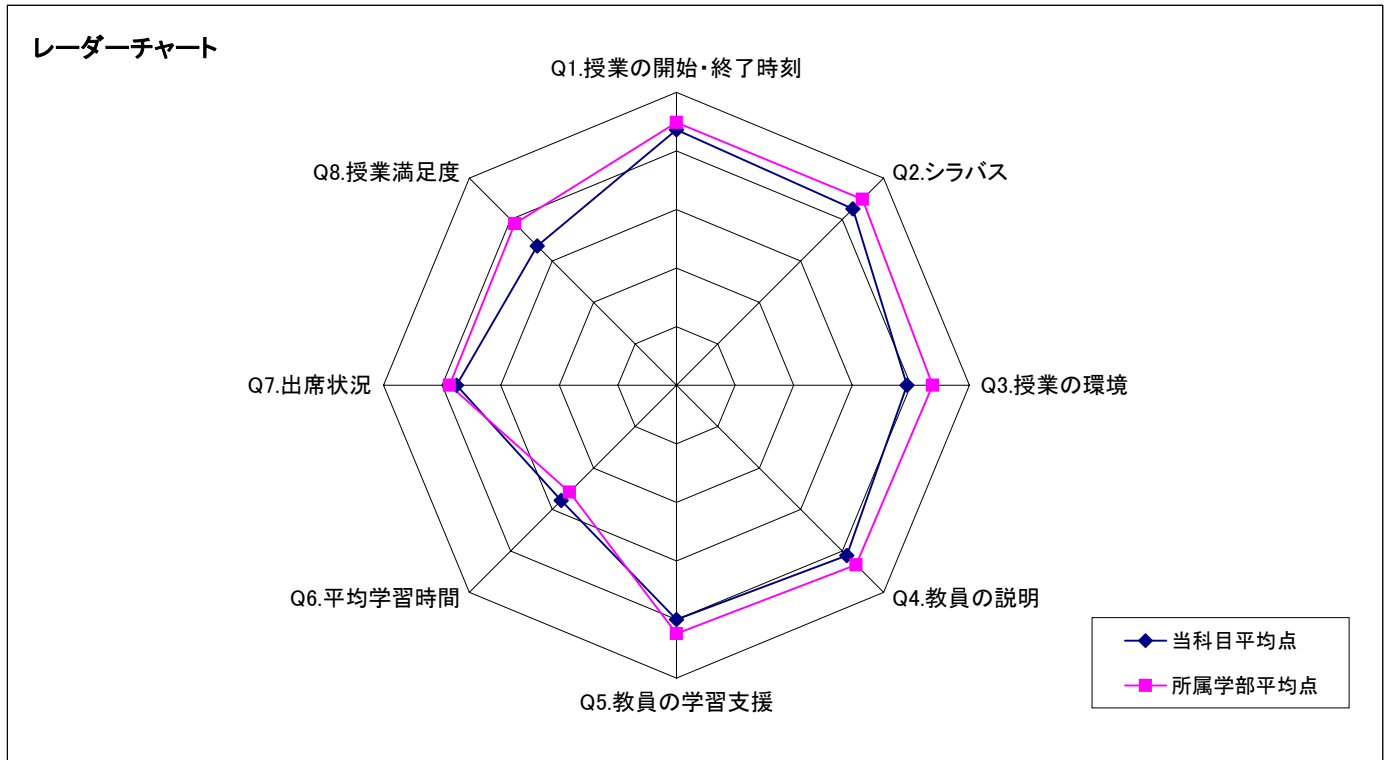 レーダーチャート
Q1.授業の開始・終了時刻
Q8.授業満足度
Q2.シラバス
Q7.出席状況
Q3.授業の環境
Q6.平均学習時間
Q4.教員の説明
Q5.教員の学習支援
当科目平均点
所属学部平均点